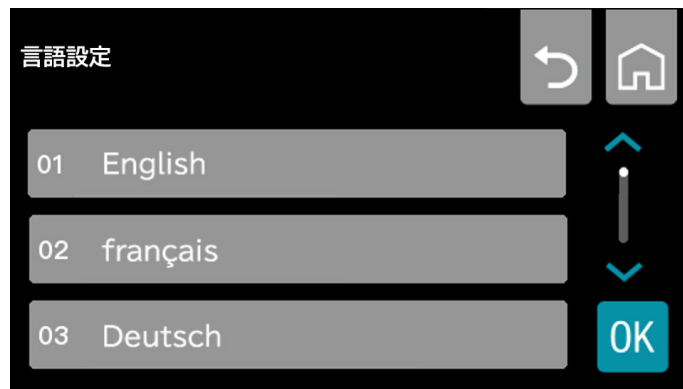 言語設定
01 English
02 français
03 Deutsch
OK